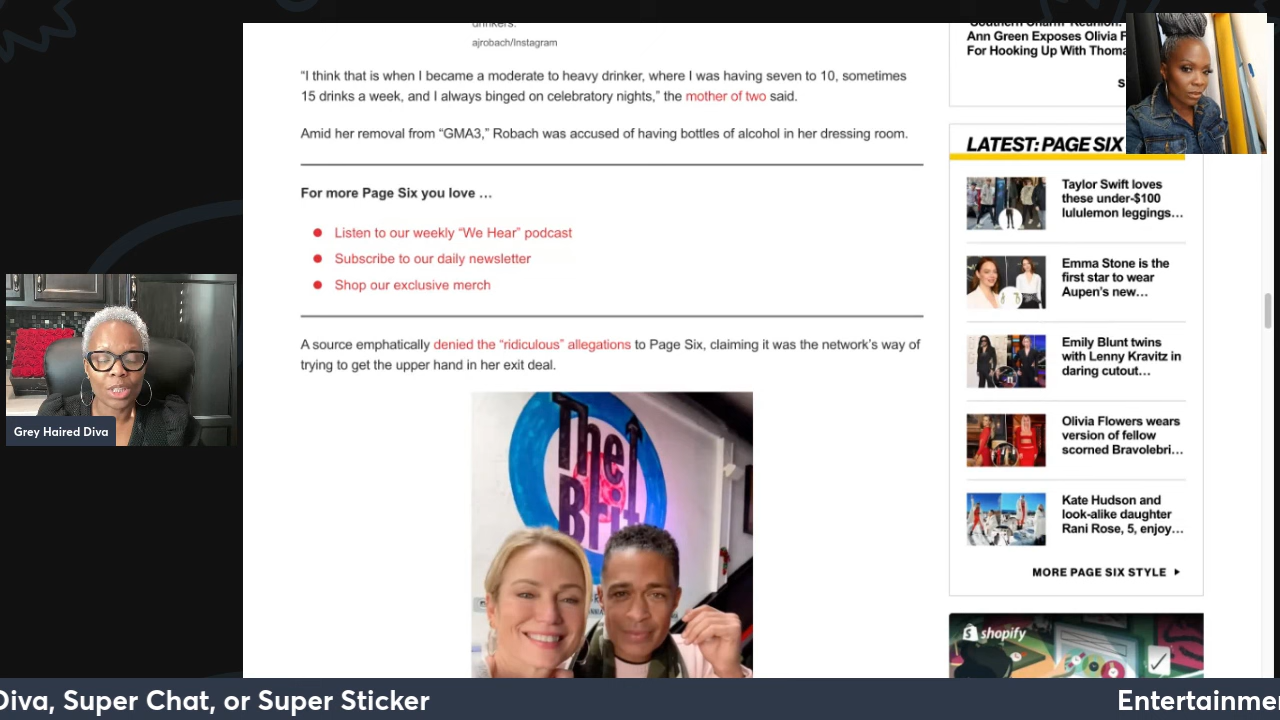 drinkers.
ajrobach/Instagram
“I think that is when I became a moderate to heavy drinker, where I was having seven to 10, sometimes
15 drinks a week, and I always binged on celebratory nights,” the mother of two said.
Amid her removal from “GMA3,” Robach was accused of having bottles of alcohol in her dressing room.
For more Page Six you love …
Listen to our weekly “We Hear” podcast
Subscribe to our daily newsletter
Shop our exclusive merch
A source emphatically denied the “ridiculous” allegations to Page Six, claiming it was the network’s way of
trying to get the upper hand in her exit deal.
The
Brit
'Southern Charm' Reunion:
Ann Green Exposes Olivia F
For Hooking Up With Thoma
S
LATEST: PAGE SIX
Taylor Swift loves
these under-$100
lululemon leggings…
Emma Stone is the
first star to wear
Aupen’s new…
Emily Blunt twins
with Lenny Kravitz in
daring cutout…
Olivia Flowers wears
version of fellow
scorned Bravolebri…
Kate Hudson and
look-alike daughter
Rani Rose, 5, enjoy…
MORE PAGE SIX STYLE
shopify
Grey Haired Diva
Diva, Super Chat, or Super Sticker
Entertainme